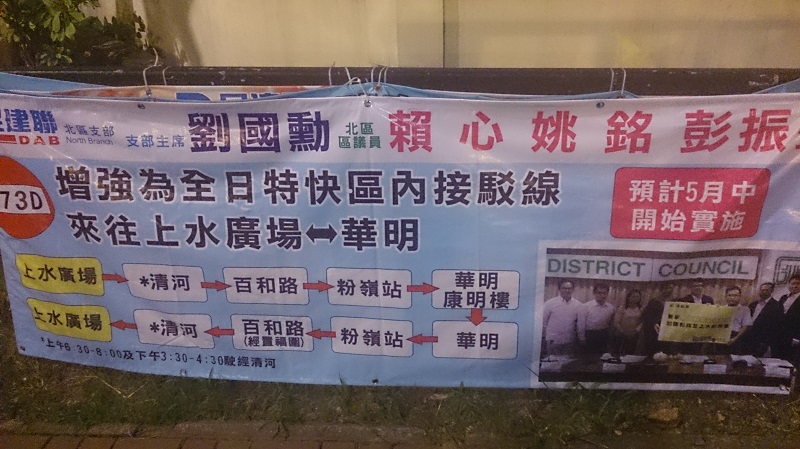 建聯 北區支部 支部主席 劉國勳 北區 區議員 賴心 姚銘 彭振
DAB North Branch
73D 增強為全日特快區內接駁線
來往上水廣場↔華明
預計5月中
開始實施
上水廣場 → *清河 → 百和路 → 粉嶺站 → 華明 康明樓
上水廣場 ← *清河 ← 百和路 (經置福圍) ← 粉嶺站 ← 華明
*上午6:30-8:00及下午3:30-4:30駛經清河
DISTRICT COUNCIL